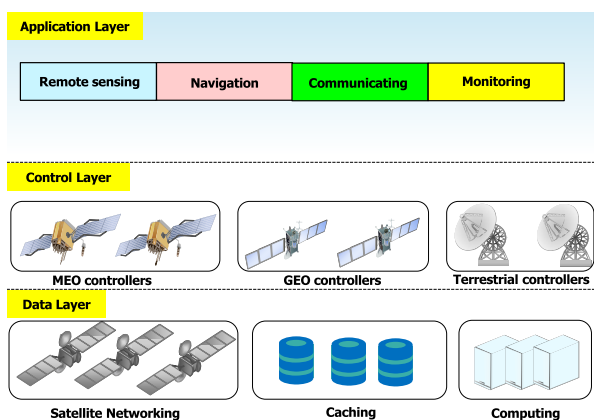 Application Layer
Remote sensing
Navigation
Communicating
Monitoring
Control Layer
MEO controllers
GEO controllers
Terrestrial controllers
Data Layer
Satellite Networking
Caching
Computing